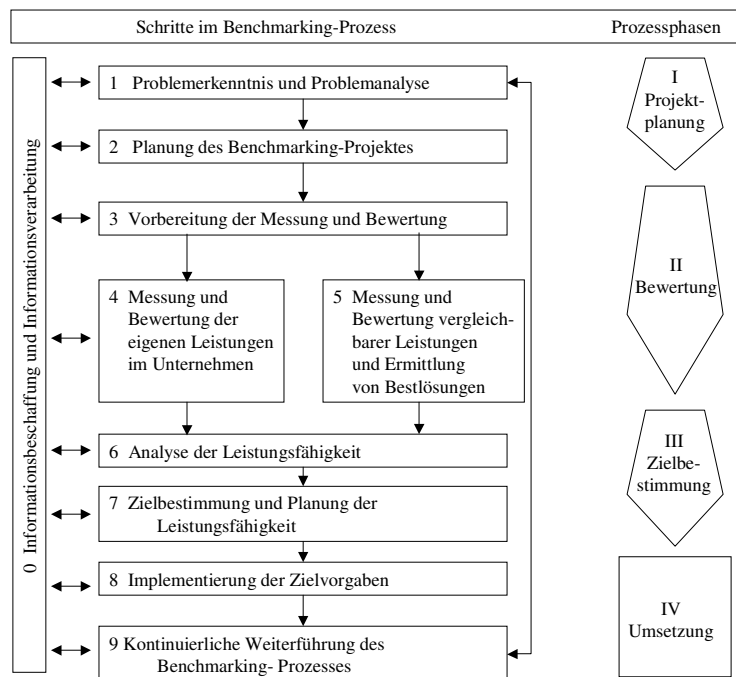 Schritte im Benchmarking-Prozess
Prozessphasen
0 Informationsbeschaffung und Informationsverarbeitung
1 Problemerkenntnis und Problemanalyse
2 Planung des Benchmarking-Projektes
3 Vorbereitung der Messung und Bewertung
4 Messung und
Bewertung der
eigenen Leistungen
im Unternehmen
5 Messung und
Bewertung vergleich-
barer Leistungen
und Ermittlung
von Bestlösungen
6 Analyse der Leistungsfähigkeit
7 Zielbestimmung und Planung der
Leistungsfähigkeit
8 Implementierung der Zielvorgaben
9 Kontinuierliche Weiterführung des
Benchmarking- Prozesses
I
Projekt-
planung
II
Bewertung
III
Zielbe-
stimmung
IV
Umsetzung